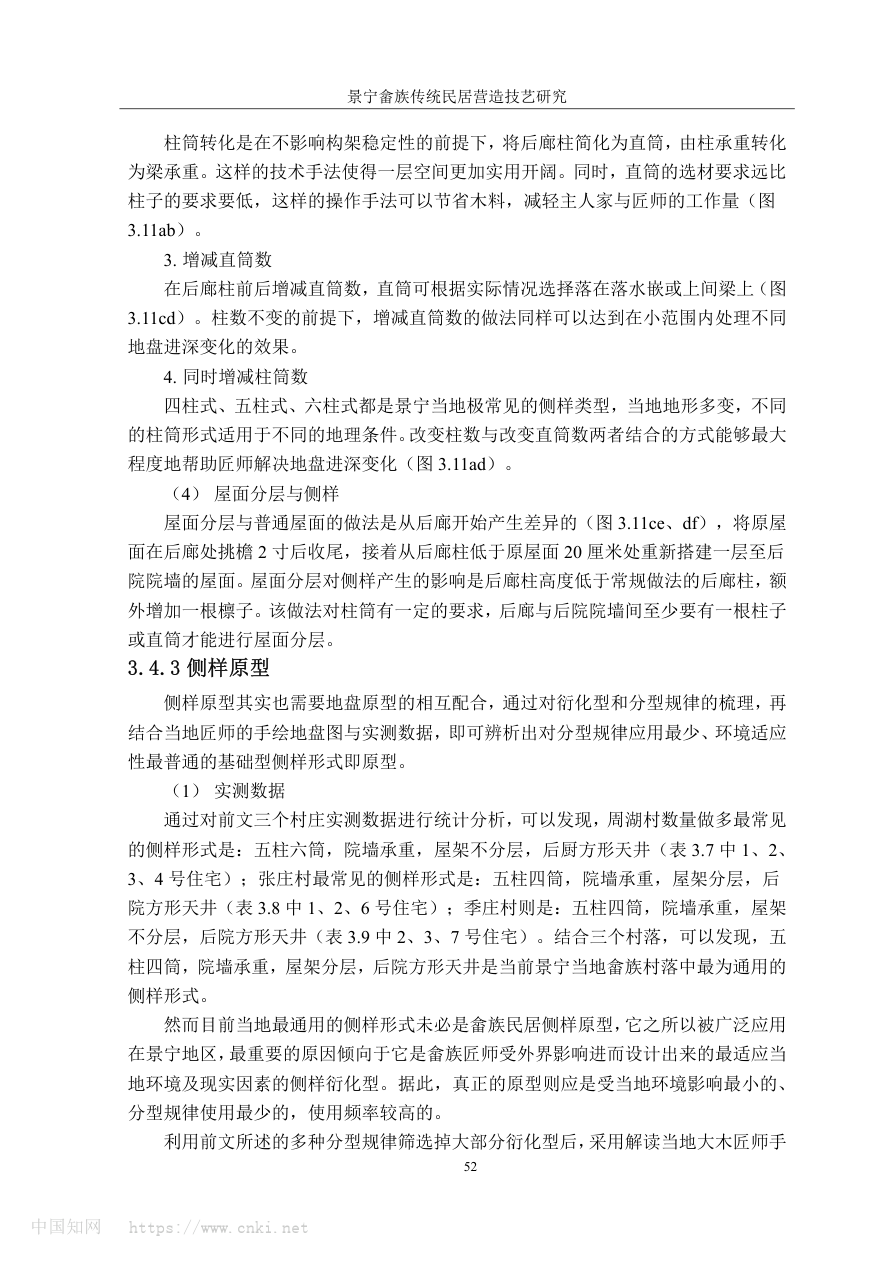 景宁畲族传统民居营造技艺研究
柱筒转化是在不影响构架稳定性的前提下，将后廊柱简化为直筒，由柱承重转化
为梁承重。这样的技术手法使得一层空间更加实用开阔。同时，直筒的选材要求远比
柱子的要求要低，这样的操作手法可以节省木料，减轻主人家与匠师的工作量（图
3.11ab）。
3. 增减直筒数
在后廊柱前后增减直筒数，直筒可根据实际情况选择落在落水嵌或上间梁上（图
3.11cd）。柱数不变的前提下，增减直筒数的做法同样可以达到在小范围内处理不同
地盘进深变化的效果。
4. 同时增减柱筒数
四柱式、五柱式、六柱式都是景宁当地极常见的侧样类型，当地地形多变，不同
的柱筒形式适用于不同的地理条件。改变柱数与改变直筒数两者结合的方式能够最大
程度地帮助匠师解决地盘进深变化（图 3.11ad）。
（4） 屋面分层与侧样
屋面分层与普通屋面的做法是从后廊开始产生差异的（图 3.11ce、df），将原屋
面在后廊处挑檐 2 寸后收尾，接着从后廊柱低于原屋面 20 厘米处重新搭建一层至后
院院墙的屋面。屋面分层对侧样产生的影响是后廊柱高度低于常规做法的后廊柱，额
外增加一根檩子。该做法对柱筒有一定的要求，后廊与后院院墙间至少要有一根柱子
或直筒才能进行屋面分层。
3.4.3 侧样原型
侧样原型其实也需要地盘原型的相互配合，通过对衍化型和分型规律的梳理，再
结合当地匠师的手绘地盘图与实测数据，即可辨析出对分型规律应用最少、环境适应
性最普通的基础型侧样形式即原型。
（1） 实测数据
通过对前文三个村庄实测数据进行统计分析，可以发现，周湖村数量做多最常见
的侧样形式是：五柱六筒，院墙承重，屋架不分层，后厨方形天井（表 3.7 中 1、2、
3、4 号住宅）；张庄村最常见的侧样形式是：五柱四筒，院墙承重，屋架分层，后
院方形天井（表 3.8 中 1、2、6 号住宅）；季庄村则是：五柱四筒，院墙承重，屋架
不分层，后院方形天井（表 3.9 中 2、3、7 号住宅）。结合三个村落，可以发现，五
柱四筒，院墙承重，屋架分层，后院方形天井是当前景宁当地畲族村落中最为通用的
侧样形式。
然而目前当地最通用的侧样形式未必是畲族民居侧样原型，它之所以被广泛应用
在景宁地区，最重要的原因倾向于它是畲族匠师受外界影响进而设计出来的最适应当
地环境及现实因素的侧样衍化型。据此，真正的原型则应是受当地环境影响最小的、
分型规律使用最少的，使用频率较高的。
利用前文所述的多种分型规律筛选掉大部分衍化型后，采用解读当地大木匠师手
52
中国知网 https://www.cnki.net